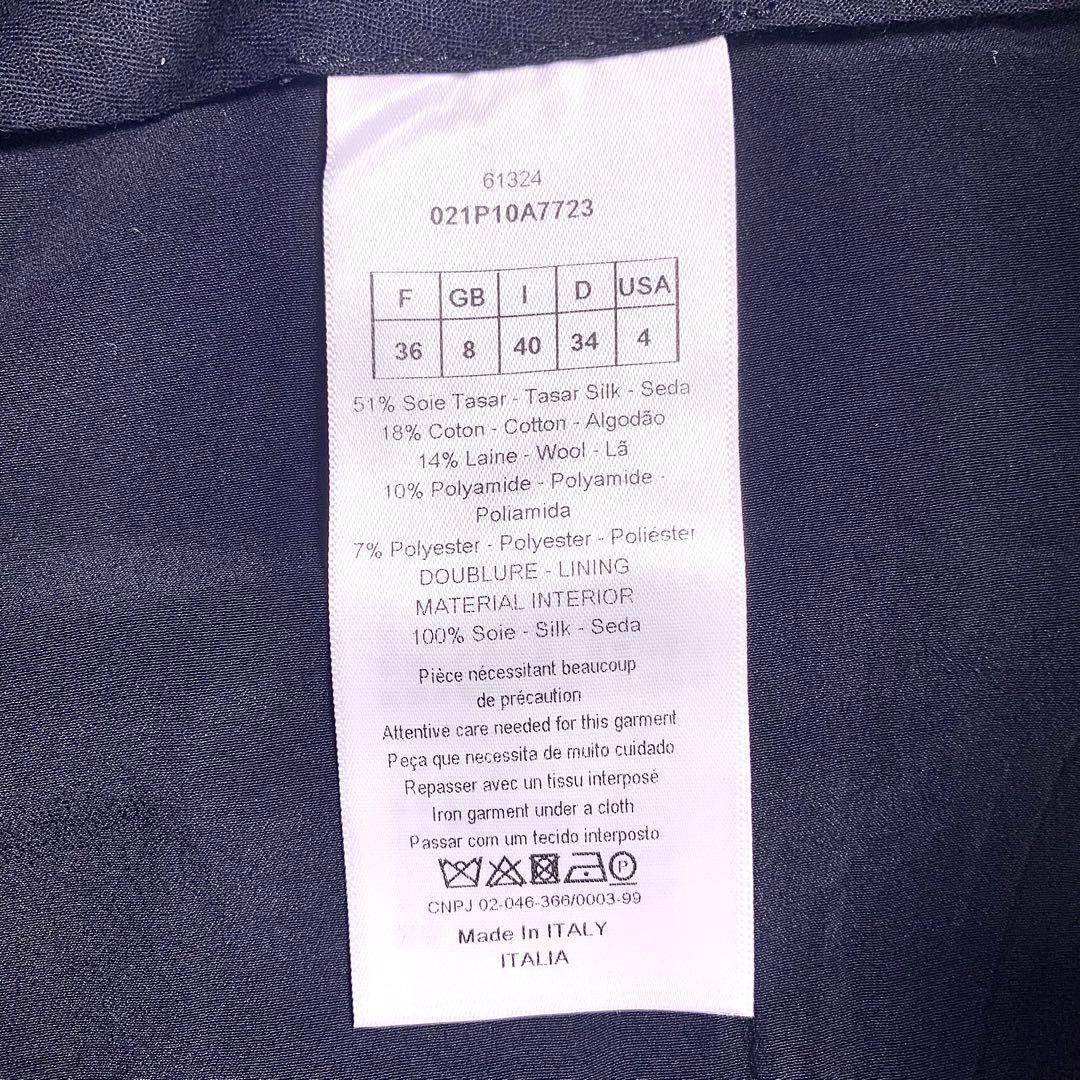 61324
021P10A7723
F GB I D USA
36 8 40 34 4
51% Soie Tasar - Tasar Silk - Seda
18% Coton - Cotton - Algodão
14% Laine - Wool - Lã
10% Polyamide - Polyamide -
Poliamida
7% Polyester - Polyester - Poliéster
DOUBLURE - LINING
MATERIAL INTERIOR
100% Soie - Silk - Seda
Pièce nécessitant beaucoup
de précaution
Attentive care needed for this garment
Peça que necessita de muito cuidado
Repasser avec un tissu interposé
Iron garment under a cloth
Passar com um tecido interposto
P
CNPJ 02-046-366/0003-99
Made In ITALY
ITALIA